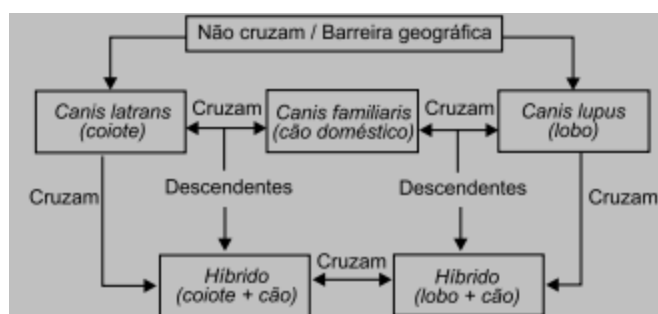 Não cruzam / Barreira geográfica
Canis latrans
(coiote)
Cruzam
Canis familiaris
(cão doméstico)
Cruzam
Canis lupus
(lobo)
Cruzam
Descendentes
Descendentes
Cruzam
Híbrido
(coiote + cão)
Cruzam
Híbrido
(lobo + cão)